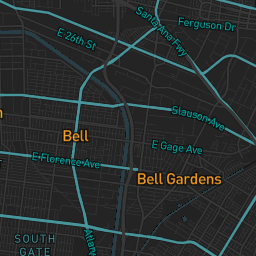 Ferguson Dr
Santa Ana Fwy
E 26th St
Slauson Ave
Bell
E Gage Ave
E Florence Ave
Bell Gardens
SOUTH
GATE